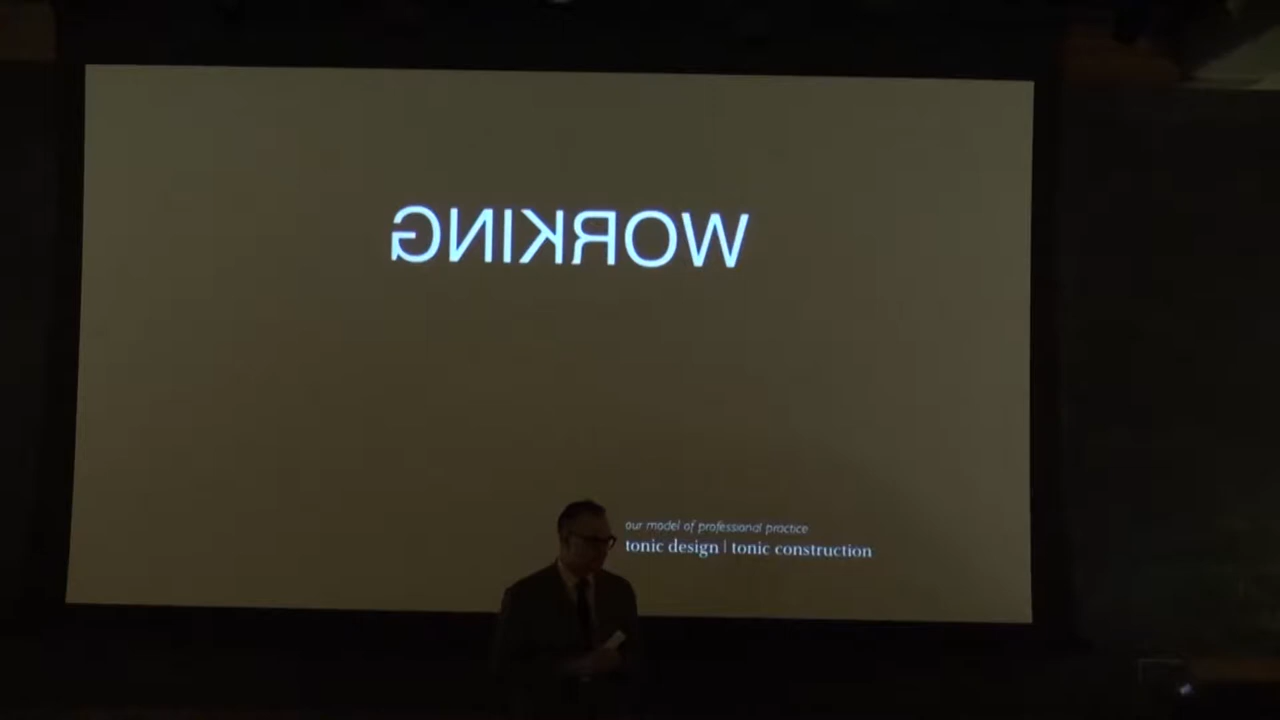 WORKING
our model of professional practice
tonic design | tonic construction